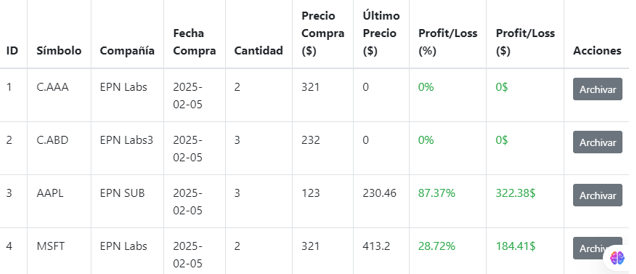 ID Símbolo Compañía Fecha Compra Cantidad Precio Compra ($) Último Precio ($) Profit/Loss (%) Profit/Loss ($) Acciones
1 C.AAA EPN Labs 2025-02-05 2 321 0 0% 0$ Archivar
2 C.ABD EPN Labs3 2025-02-05 3 232 0 0% 0$ Archivar
3 AAPL EPN SUB 2025-02-05 3 123 230.46 87.37% 322.38$ Archivar
4 MSFT EPN Labs 2025-02-05 2 321 413.2 28.72% 184.41$ Archivar